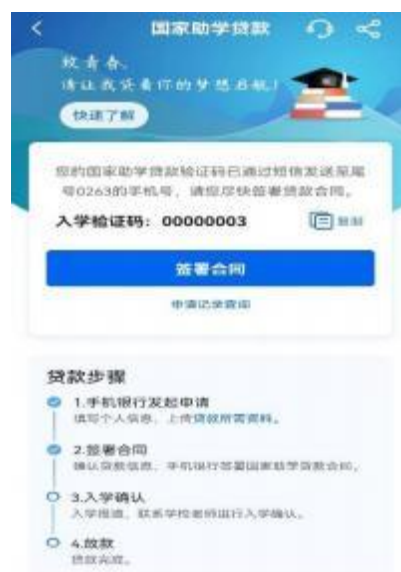 国家助学贷款
致青春、
请让我凭着你的梦想启航!
快速了解
您的国家助学贷款验证码已通过短信发送至尾
号0263的手机号，请您尽快签署贷款合同。
入学验证码：00000003
复制
签署合同
申请记录查询
贷款步骤
1.手机银行发起申请
填写个人信息、上传贷款所需资料。
2.签署合同
确认贷款信息、手机银行签署国家助学贷款合同。
3.入学确认
入学报道，联系学校老师进行入学确认。
4.放款
贷款完成。